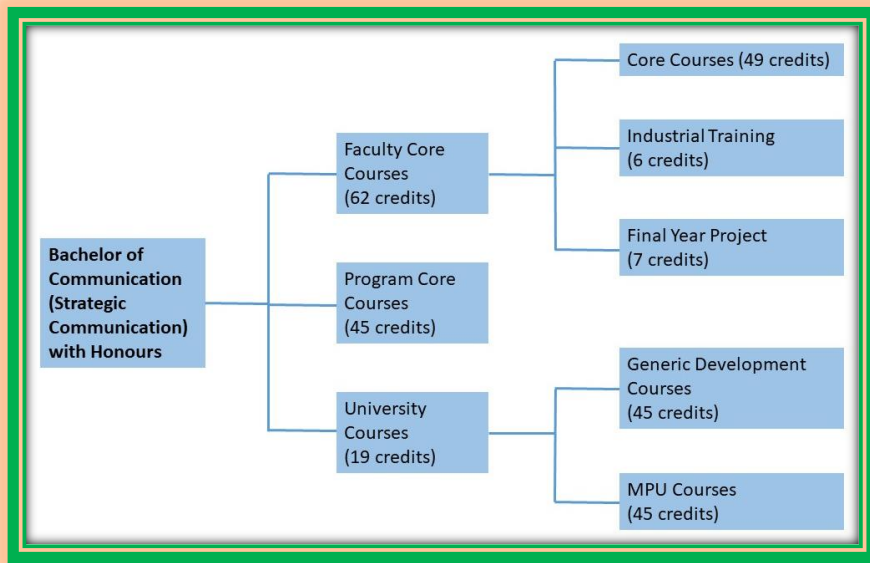 Bachelor of
Communication
(Strategic
Communication)
with Honours
Faculty Core
Courses
(62 credits)
Program Core
Courses
(45 credits)
University
Courses
(19 credits)
Core Courses (49 credits)
Industrial Training
(6 credits)
Final Year Project
(7 credits)
Generic Development
Courses
(45 credits)
MPU Courses
(45 credits)